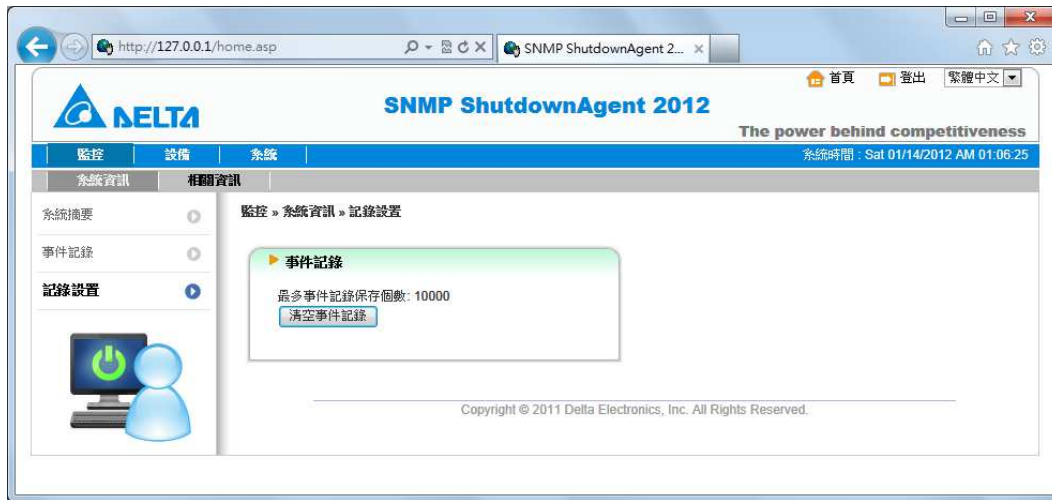 http://127.0.0.1/home.asp
SNMP ShutdownAgent 2...
首頁 登出 繁體中文
DELTA
SNMP ShutdownAgent 2012
The power behind competitiveness
監控 設備 系統
系統時間 : Sat 01/14/2012 AM 01:06:25
系統資訊 相關資訊
系統摘要
事件記錄
記錄設置
監控 » 系統資訊 » 記錄設置
事件記錄
最多事件記錄保存個數: 10000
清空事件記錄
Copyright © 2011 Delta Electronics, Inc. All Rights Reserved.